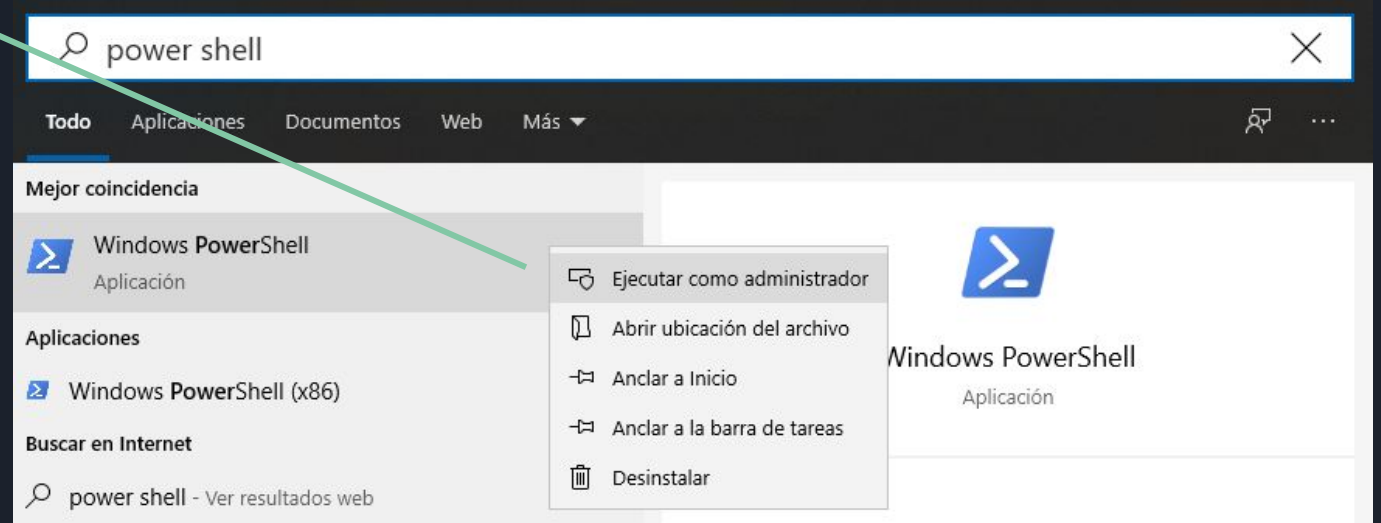 power shell
Todo Aplicaciones Documentos Web Más
Mejor coincidencia
Windows PowerShell
Aplicación
Aplicaciones
Windows PowerShell (x86)
Buscar en Internet
power shell - Ver resultados web
Ejecutar como administrador
Abrir ubicación del archivo
Anclar a Inicio
Anclar a la barra de tareas
Desinstalar
Windows PowerShell
Aplicación